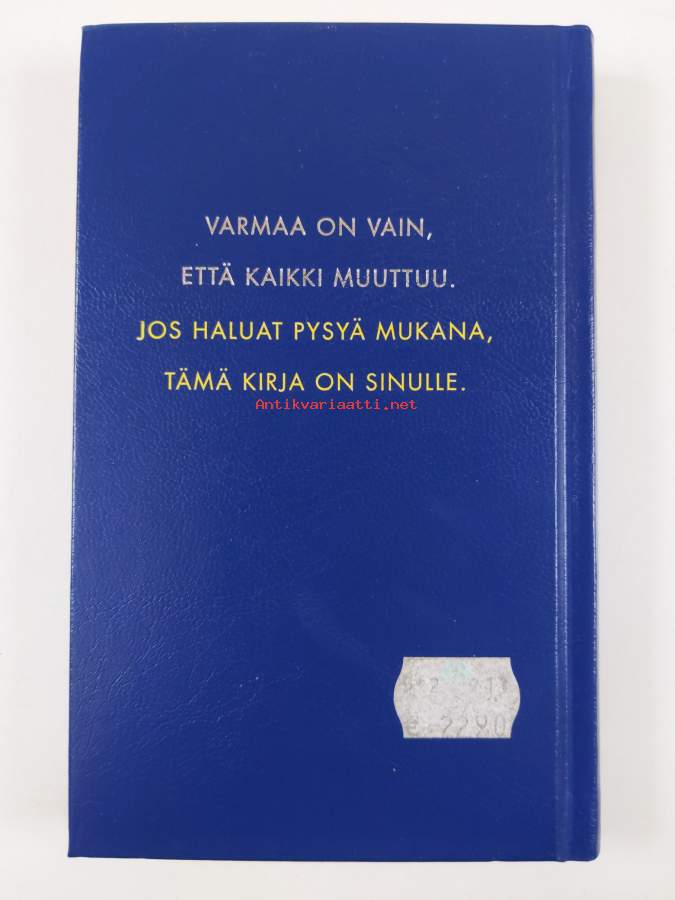 VARMAA ON VAIN,
ETTÄ KAIKKI MUUTTUU.
JOS HALUAT PYSYÄ MUKANA,
TÄMÄ KIRJA ON SINULLE.
Antikvariaatti.net